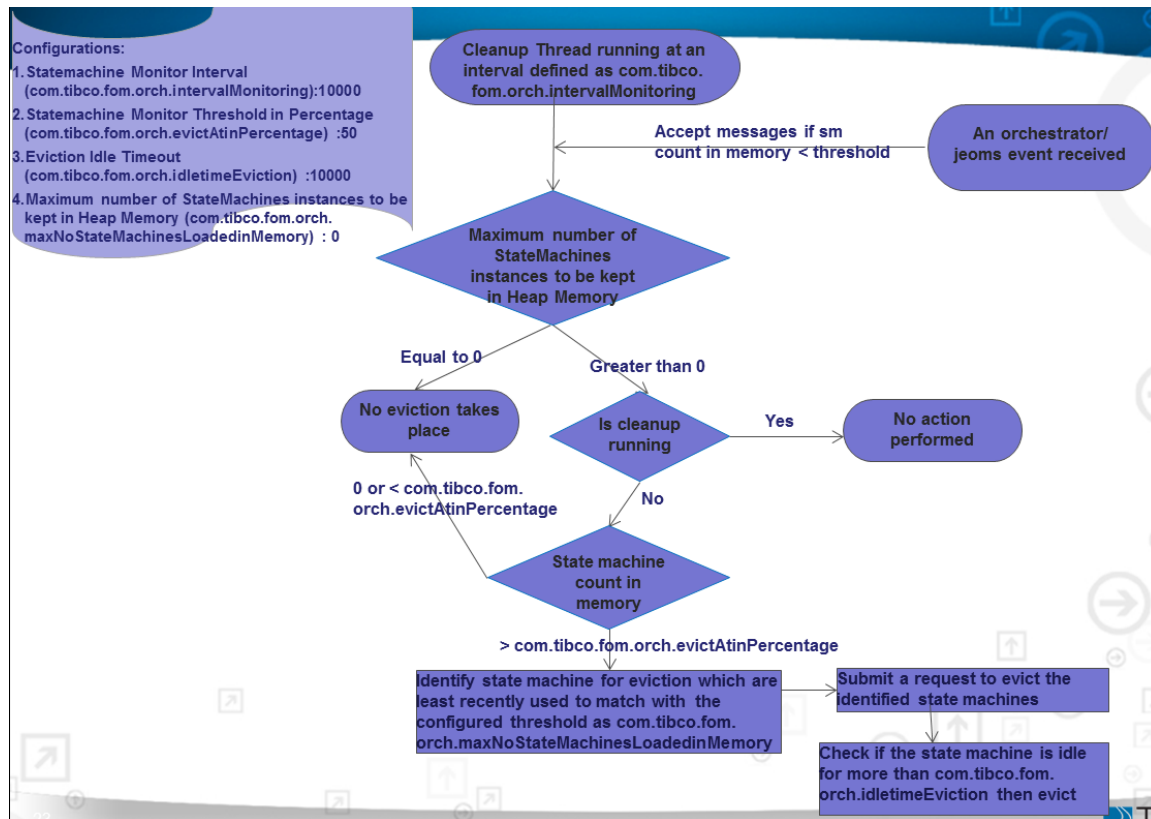 Configurations:
1.Statemachine Monitor Interval
(com.tibco.fom.orch.intervalMonitoring):10000
2.Statemachine Monitor Threshold in Percentage
(com.tibco.fom.orch.evictAtinPercentage) :50
3.Eviction Idle Timeout
(com.tibco.fom.orch.idletimeEviction) :10000
4.Maximum number of StateMachines instances to be
kept in Heap Memory (com.tibco.fom.orch.
maxNoStateMachinesLoadedinMemory) : 0
Cleanup Thread running at an
interval defined as com.tibco.
fom.orch.intervalMonitoring
Accept messages if sm
count in memory < threshold
An orchestrator/
jeoms event received
Maximum number of
StateMachines
instances to be kept
in Heap Memory
Equal to 0
Greater than 0
No eviction takes
place
Is cleanup
running
Yes
No action
performed
0 or < com.tibco.fom.
orch.evictAtinPercentage
No
State machine
count in
memory
> com.tibco.fom.orch.evictAtinPercentage
Identify state machine for eviction which are
least recently used to match with the
configured threshold as com.tibco.fom.
orch.maxNoStateMachinesLoadedinMemory
Submit a request to evict the
identified state machines
Check if the state machine is idle
for more than com.tibco.fom.
orch.idletimeEviction then evict